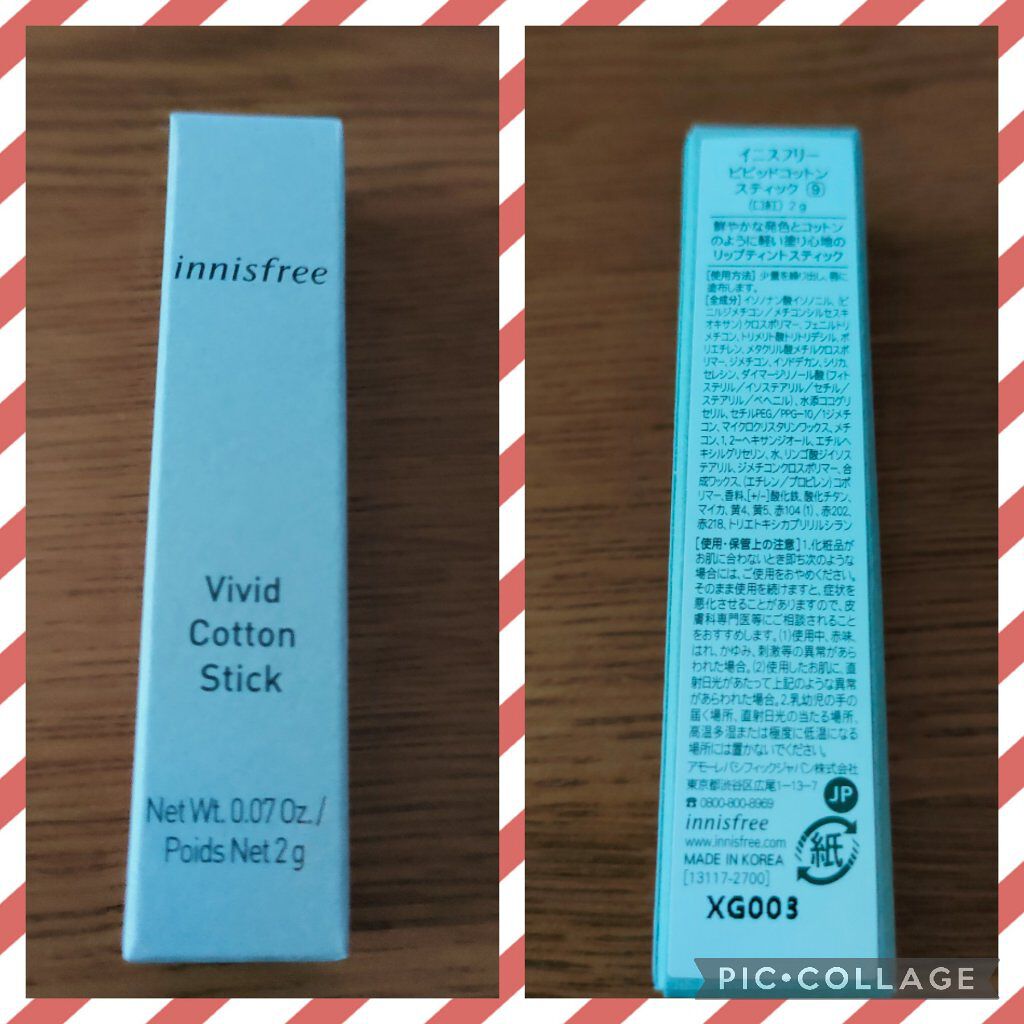 innisfree
Vivid
Cotton
Stick
Net Wt. 0.07 Oz./
Poids Net 2 g
イニスフリー
ビビッドコットン
スティック ⑨
(口紅) 2g
鮮やかな発色とコットン
のように軽い塗り心地の
リップティントスティック
[使用方法] 少量を繰り出し、唇に
塗布します。
[全成分] イソノナン酸イソノニル、(ビ
ニルジメチコン/メチコンシルセスキ
オキサン)クロスポリマー、フェニルトリ
メチコン、トリメリト酸トリトリデシル、ポ
リエチレン、メタクリル酸メチルクロスポ
リマー、ジメチコン、イソドデカン、シリカ、
セレシン、ダイマージリノール酸(フィト
ステリル/イソステアリル/セチル/
ステアリル/ベヘニル)、水添ココグリ
セリル、セチルPEG/PPG-10/1ジメチ
コン、マイクロクリスタリンワックス、メチ
コン、1,2-ヘキサンジオール、エチルヘ
キシルグリセリン、水、リンゴ酸ジイソス
テアリル、ジメチコンクロスポリマー、合
成ワックス、(エチレン/プロピレン)コポ
リマー、香料、[+/-]酸化鉄、酸化チタン、
マイカ、黄4、黄5、赤104(1)、赤202、
赤218、トリエトキシカプリリルシラン
[使用・保管上の注意] 1.化粧品が
お肌に合わないとき即ち次のような
場合には、ご使用をおやめください。
そのまま使用を続けますと、症状を
悪化させることがありますので、皮
膚科専門医等にご相談されること
をおすすめします。(1)使用中、赤味、
はれ、かゆみ、刺激等の異常があら
われた場合。(2)使用したお肌に、直
射日光があたって上記のような異常
があらわれた場合。2.乳幼児の手の
届く場所、直射日光の当たる場所、
高温多湿または極度に低温になる
場所には置かないでください。
アモーレパシフィックジャパン株式会社
東京都渋谷区広尾1-13-7
☎ 0800-800-8969
JP
innisfree
www.innisfree.com
紙
MADE IN KOREA
[13117-2700]
XG003
PIC•COLLAGE